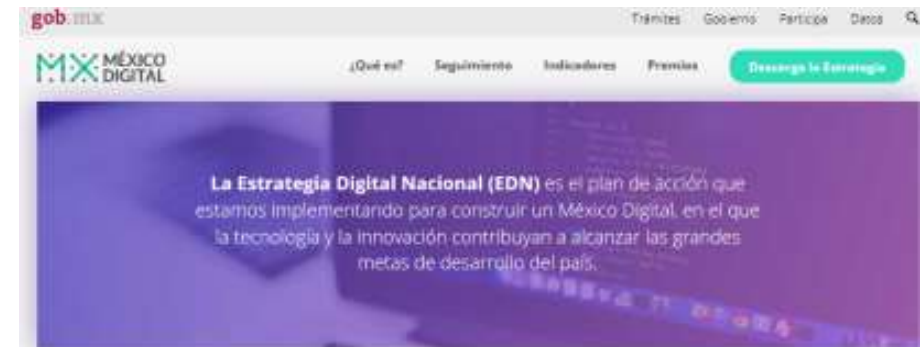 gob.mx
Trámites Gobierno Participa Datos
MX MÉXICO DIGITAL
¿Qué es? Seguimiento Indicadores Premios Descarga la Estrategia
La Estrategia Digital Nacional (EDN) es el plan de acción que
estamos implementando para construir un México Digital, en el que
la tecnología y la innovación contribuyan a alcanzar las grandes
metas de desarrollo del país.